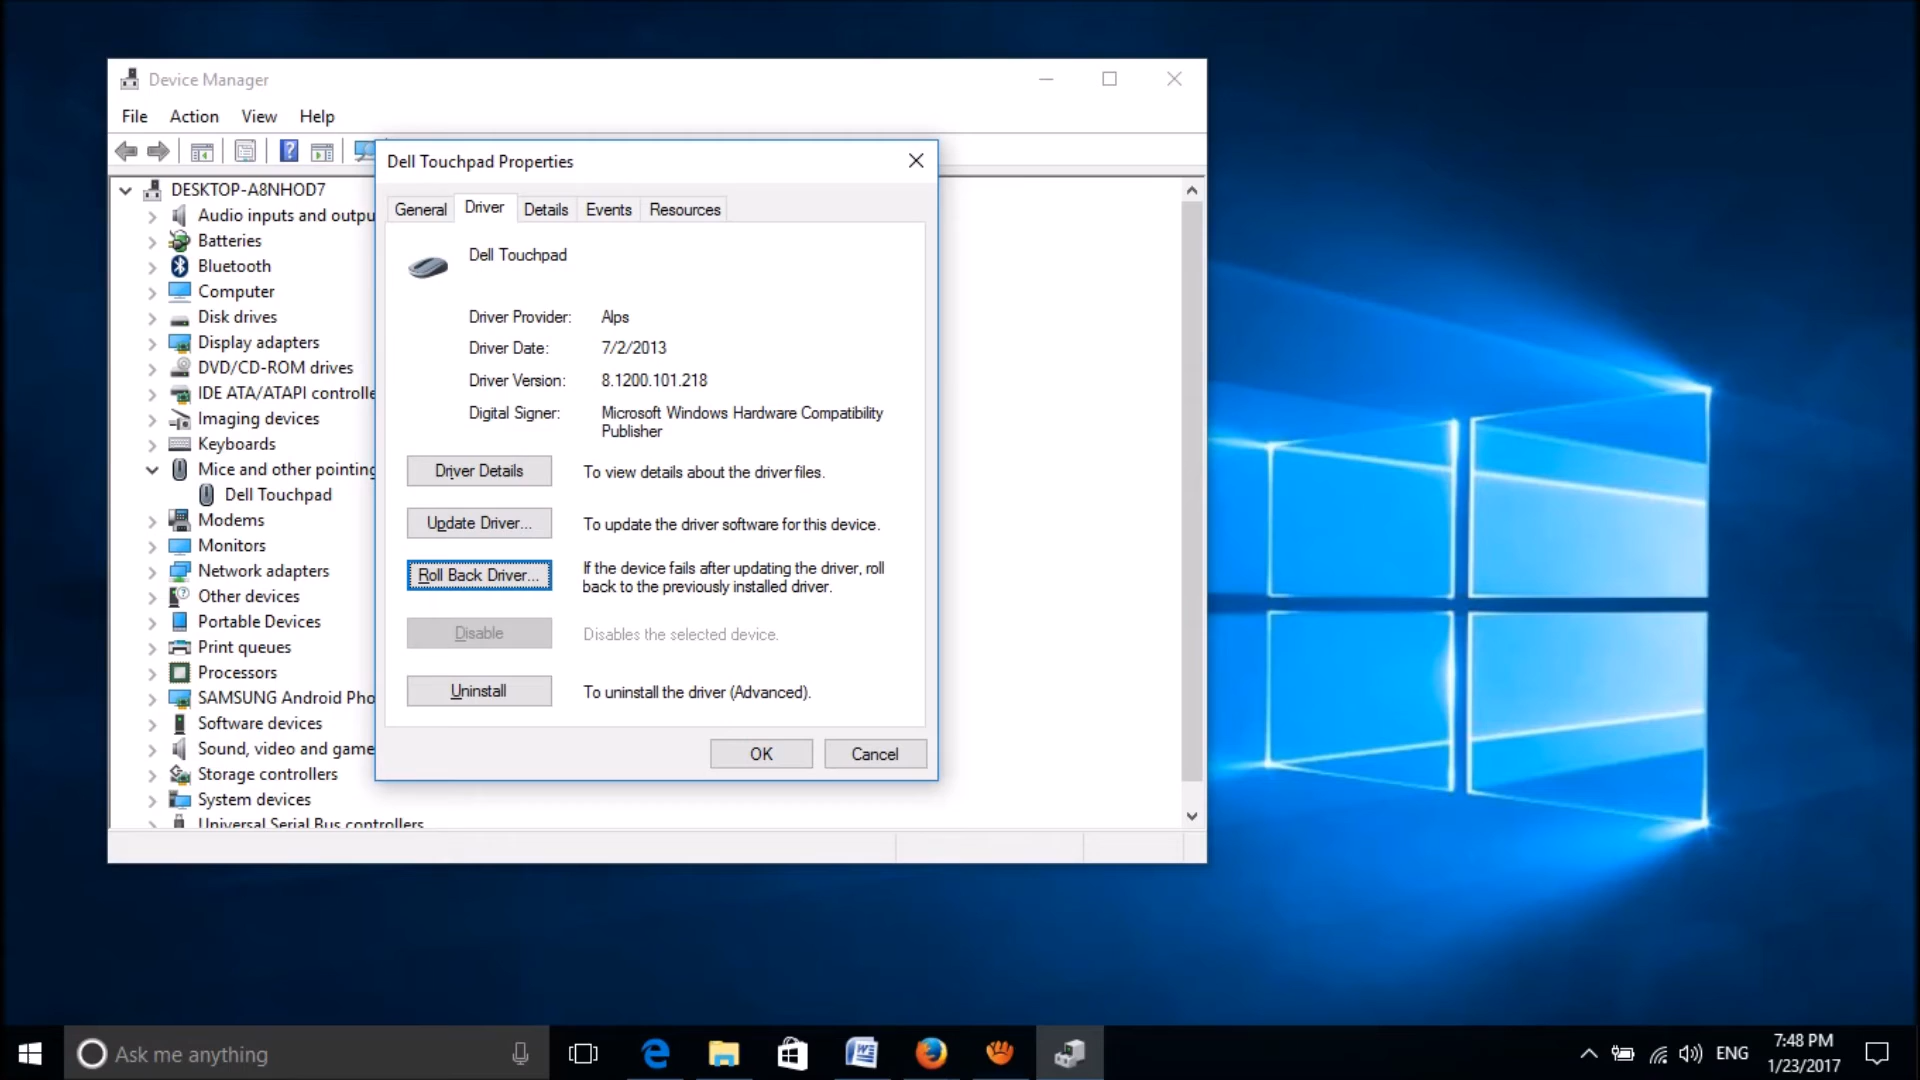 Device Manager
File Action View Help
Dell Touchpad Properties
General Driver Details Events Resources
Dell Touchpad
Driver Provider: Alps
Driver Date: 7/2/2013
Driver Version: 8.1200.101.218
Digital Signer: Microsoft Windows Hardware Compatibility
Publisher
Driver Details To view details about the driver files.
Update Driver... To update the driver software for this device.
Roll Back Driver... If the device fails after updating the driver, roll
back to the previously installed driver.
Disable Disables the selected device.
Uninstall To uninstall the driver (Advanced).
OK Cancel
DESKTOP-A8NHOD7
Audio inputs and outpu
Batteries
Bluetooth
Computer
Disk drives
Display adapters
DVD/CD-ROM drives
IDE ATA/ATAPI controlle
Imaging devices
Keyboards
Mice and other pointing
Dell Touchpad
Modems
Monitors
Network adapters
Other devices
Portable Devices
Print queues
Processors
SAMSUNG Android Pho
Software devices
Sound, video and game
Storage controllers
System devices
Universal Serial Bus controllers
Ask me anything
ENG
7:48 PM
1/23/2017